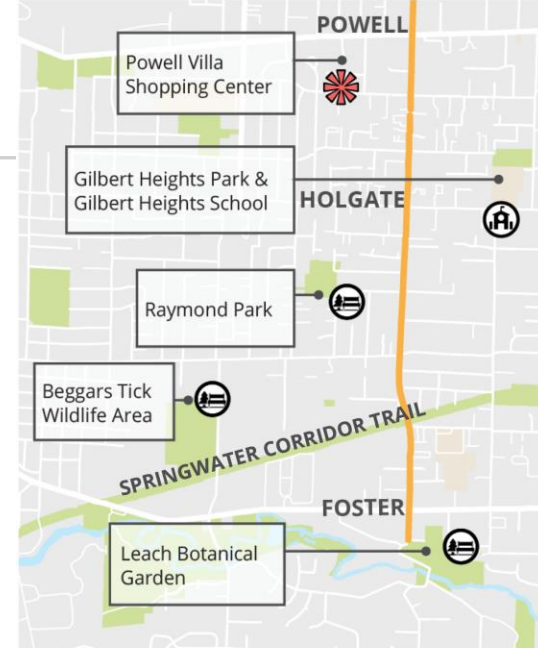 POWELL
Powell Villa
Shopping Center
Gilbert Heights Park &
Gilbert Heights School
HOLGATE
Raymond Park
Beggars Tick
Wildlife Area
SPRINGWATER CORRIDOR TRAIL
FOSTER
Leach Botanical
Garden